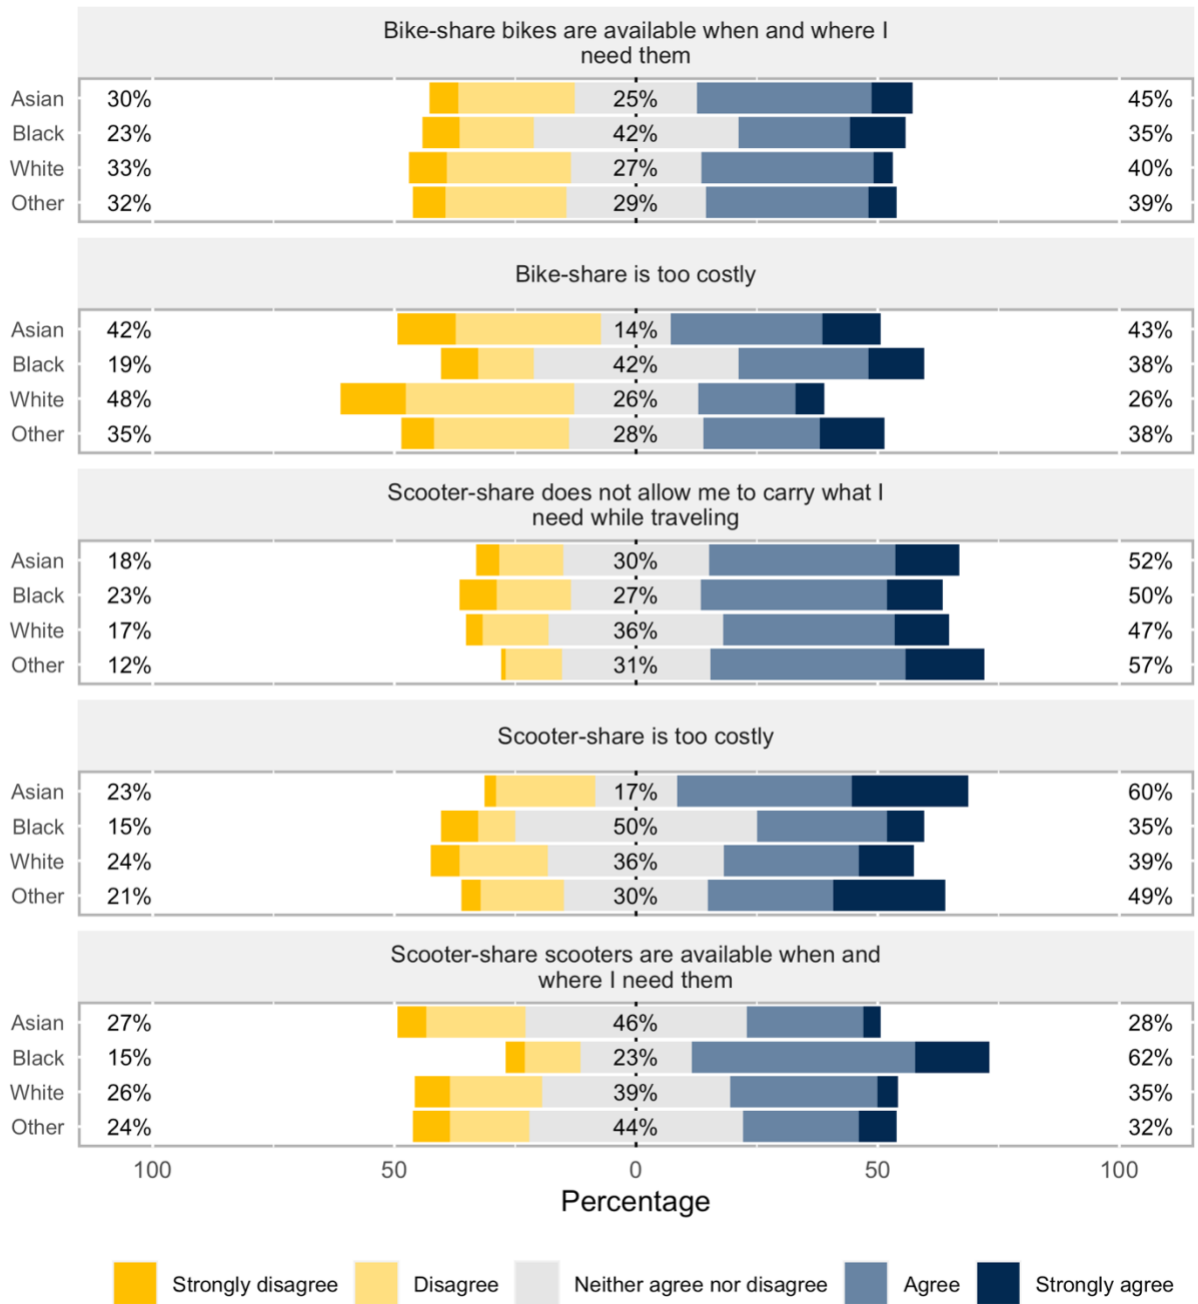 Bike-share bikes are available when and where I
need them
Asian 30% 25% 45%
Black 23% 42% 35%
White 33% 27% 40%
Other 32% 29% 39%
Bike-share is too costly
Asian 42% 14% 43%
Black 19% 42% 38%
White 48% 26% 26%
Other 35% 28% 38%
Scooter-share does not allow me to carry what I
need while traveling
Asian 18% 30% 52%
Black 23% 27% 50%
White 17% 36% 47%
Other 12% 31% 57%
Scooter-share is too costly
Asian 23% 17% 60%
Black 15% 50% 35%
White 24% 36% 39%
Other 21% 30% 49%
Scooter-share scooters are available when and
where I need them
Asian 27% 46% 28%
Black 15% 23% 62%
White 26% 39% 35%
Other 24% 44% 32%
100 50 0 50 100
Percentage
Strongly disagree Disagree Neither agree nor disagree Agree Strongly agree